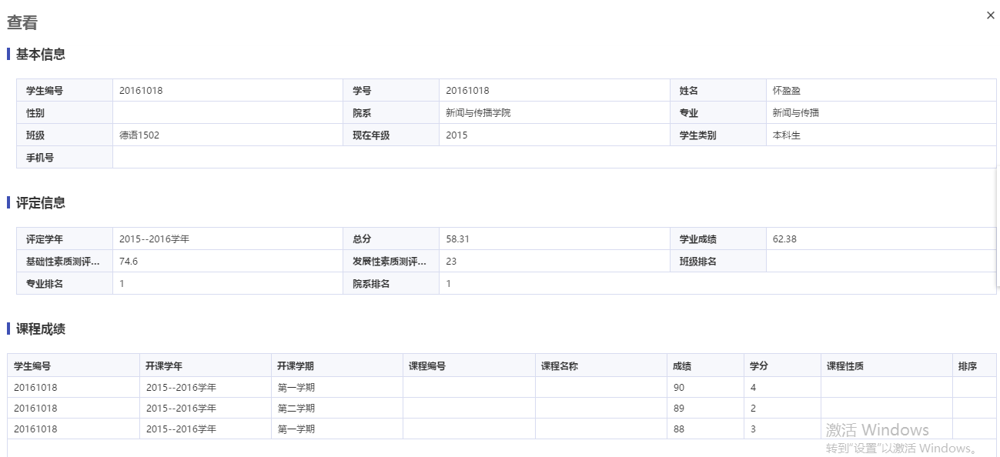 查看
×
基本信息
学生编号 20161018 学号 20161018 姓名 怀盈盈
性别 院系 新闻与传播学院 专业 新闻与传播
班级 德语1502 现在年级 2015 学生类别 本科生
手机号
评定信息
评定学年 2015--2016学年 总分 58.31 学业成绩 62.38
基础性素质测评... 74.6 发展性素质测评... 23 班级排名
专业排名 1 院系排名 1
课程成绩
学生编号 开课学年 开课学期 课程编号 课程名称 成绩 学分 课程性质 排序
20161018 2015--2016学年 第一学期 90 4
20161018 2015--2016学年 第二学期 89 2
20161018 2015--2016学年 第一学期 88 3
激活 Windows
转到"设置"以激活 Windows。